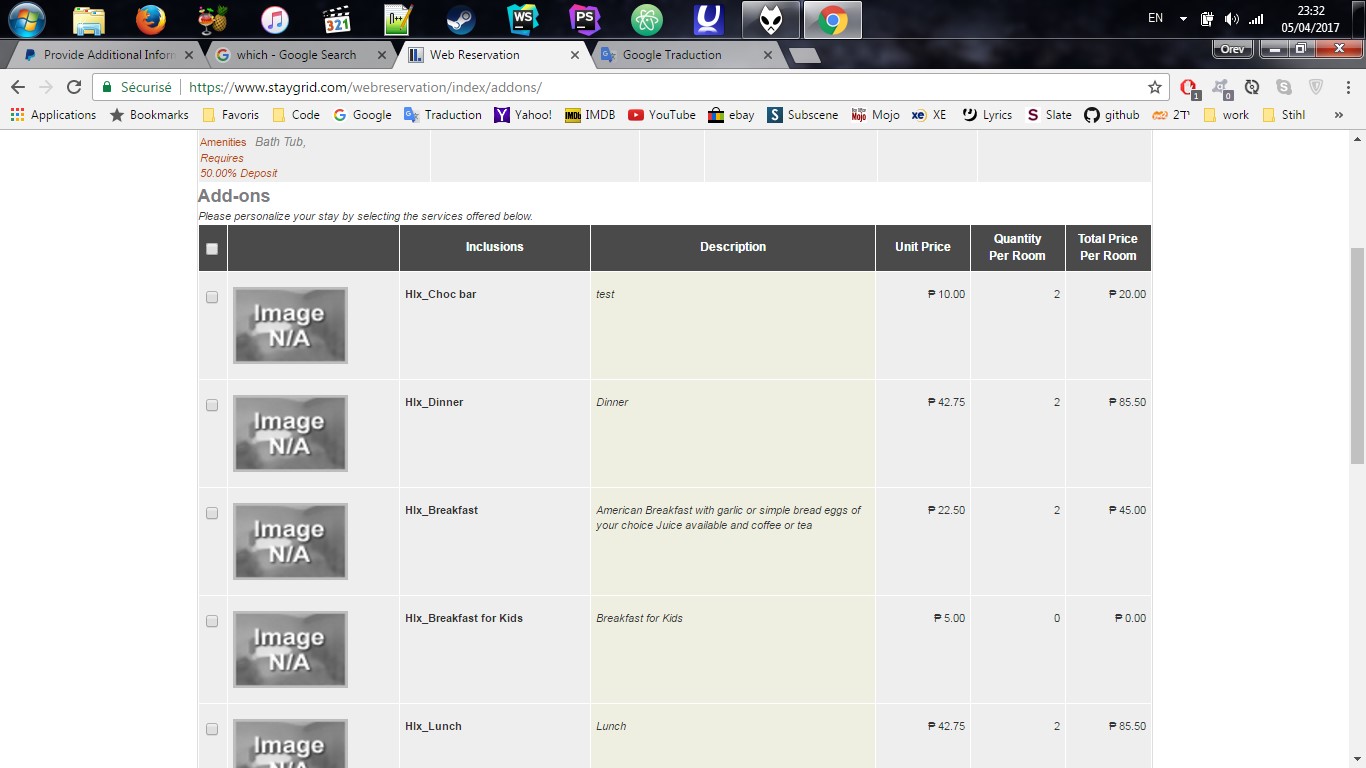 321
n++
WS
PS
EN
23:32
05/04/2017
Provide Additional Inforn
which - Google Search
Web Reservation
Google Traduction
Orev
Sécurisé
https://www.staygrid.com/webreservation/index/addons/
1
0
Applications
Bookmarks
Favoris
Code
Google
Traduction
Yahoo!
IMDB
YouTube
ebay
Subscene
Mojo
XE
Lyrics
Slate
github
2T'
work
Stihl
»
Amenities Bath Tub,
Requires
50.00% Deposit
Add-ons
Please personalize your stay by selecting the services offered below.
Inclusions Description Unit Price Quantity Per Room Total Price Per Room
Image N/A
Hlx_Choc bar test ₱ 10.00 2 ₱ 20.00
Image N/A
Hlx_Dinner Dinner ₱ 42.75 2 ₱ 85.50
Image N/A
Hlx_Breakfast American Breakfast with garlic or simple bread eggs of ₱ 22.50 2 ₱ 45.00
your choice Juice available and coffee or tea
Image N/A
Hlx_Breakfast for Kids Breakfast for Kids ₱ 5.00 0 ₱ 0.00
Image N/A
Hlx_Lunch Lunch ₱ 42.75 2 ₱ 85.50
Image